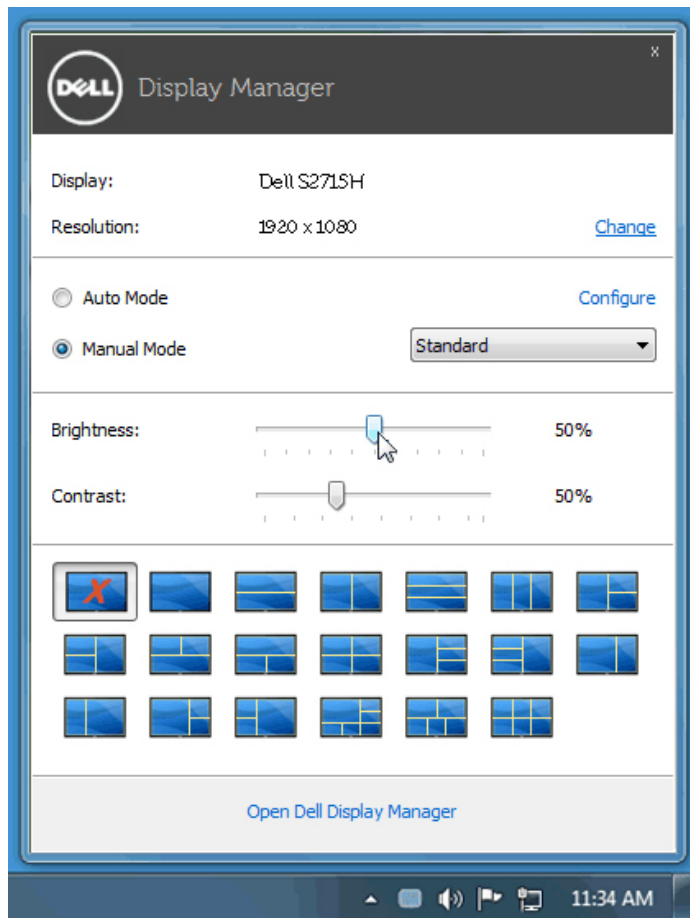 x
DELL Display Manager
Display: Dell S2715H
Resolution: 1920 x 1080 Change
Auto Mode Configure
Manual Mode Standard
Brightness: 50%
Contrast: 50%
X
Open Dell Display Manager
11:34 AM